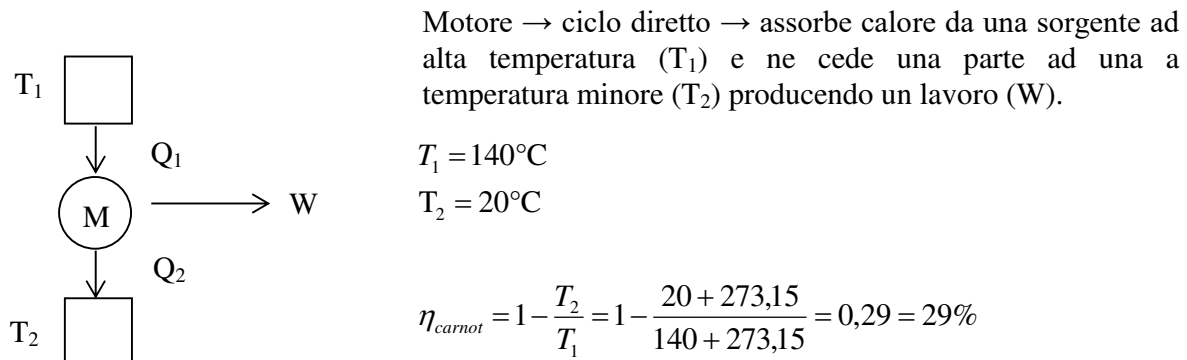 Motore → ciclo diretto → assorbe calore da una sorgente ad
alta temperatura (T₁) e ne cede una parte ad una a
temperatura minore (T₂) producendo un lavoro (W).
T₁
Q₁
M
W
Q₂
T₂
T₁ = 140°C
T₂ = 20°C
η_carnot = 1 − T₂/T₁ = 1 − (20 + 273,15)/(140 + 273,15) = 0,29 = 29%